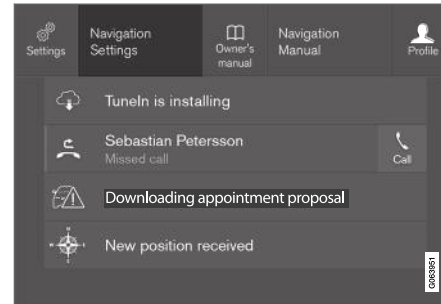 Settings
Navigation
Settings
Owner's
manual
Navigation
Manual
Profile
TuneIn is installing
Sebastian Petersson
Missed call
Call
Downloading appointment proposal
New position received
G063951